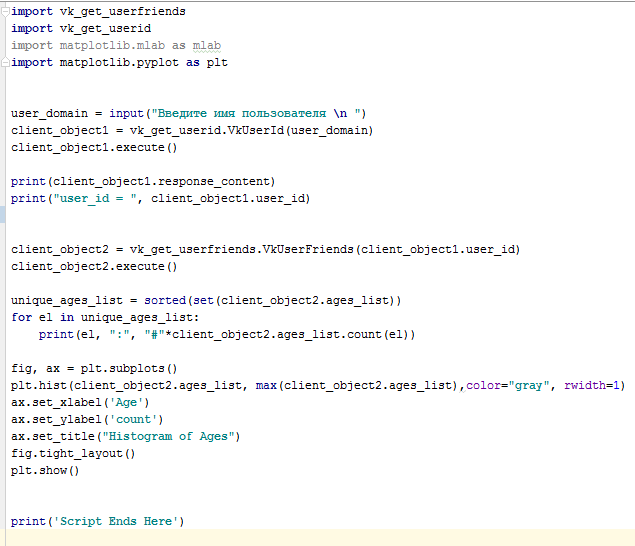 import vk_get_userfriends
import vk_get_userid
import matplotlib.mlab as mlab
import matplotlib.pyplot as plt
user_domain = input("Введите имя пользователя \n ")
client_object1 = vk_get_userid.VkUserId(user_domain)
client_object1.execute()
print(client_object1.response_content)
print("user_id = ", client_object1.user_id)
client_object2 = vk_get_userfriends.VkUserFriends(client_object1.user_id)
client_object2.execute()
unique_ages_list = sorted(set(client_object2.ages_list))
for el in unique_ages_list:
    print(el, ":", "#"*client_object2.ages_list.count(el))
fig, ax = plt.subplots()
plt.hist(client_object2.ages_list, max(client_object2.ages_list),color="gray", rwidth=1)
ax.set_xlabel('Age')
ax.set_ylabel('count')
ax.set_title("Histogram of Ages")
fig.tight_layout()
plt.show()
print('Script Ends Here')